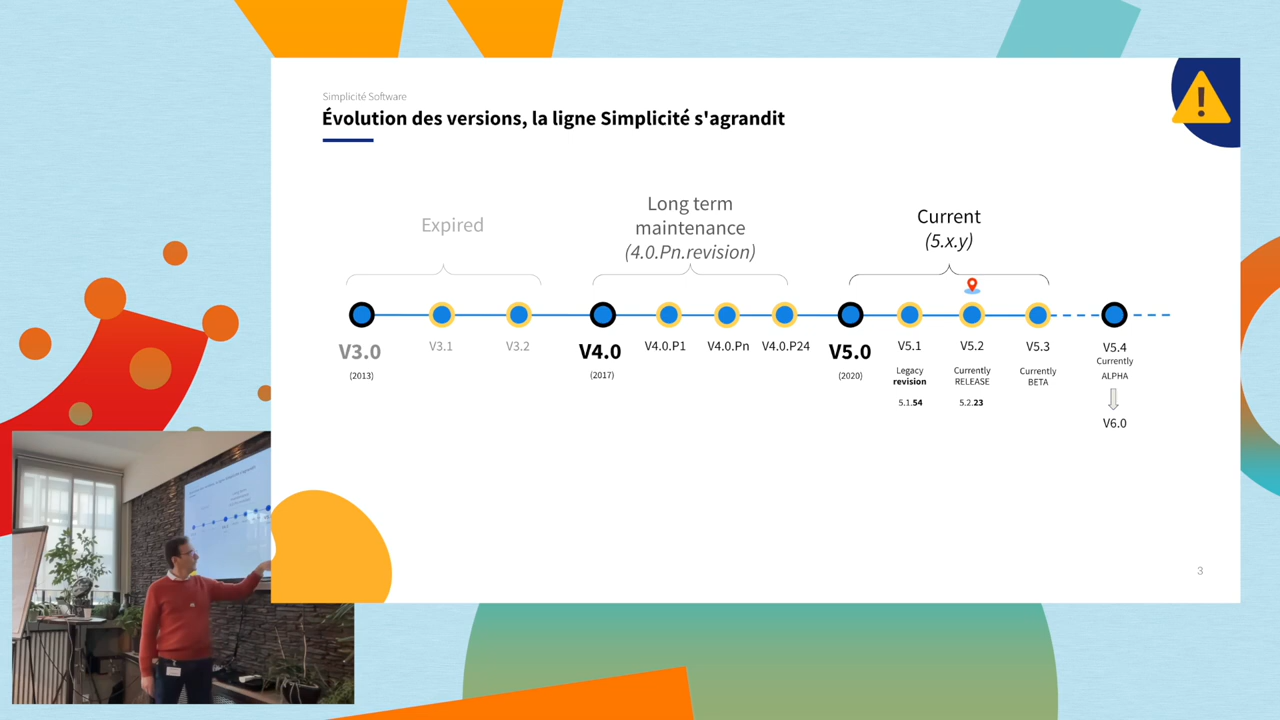 Simplicité Software
Évolution des versions, la ligne Simplicité s'agrandit
Expired
Long term
maintenance
(4.0.Pn.revision)
Current
(5.x.y)
V3.0
(2013)
V3.1
V3.2
V4.0
(2017)
V4.0.P1
V4.0.Pn
V4.0.P24
V5.0
(2020)
V5.1
Legacy
revision
5.1.54
V5.2
Currently
RELEASE
5.2.23
V5.3
Currently
BETA
V5.4
Currently
ALPHA
V6.0
3